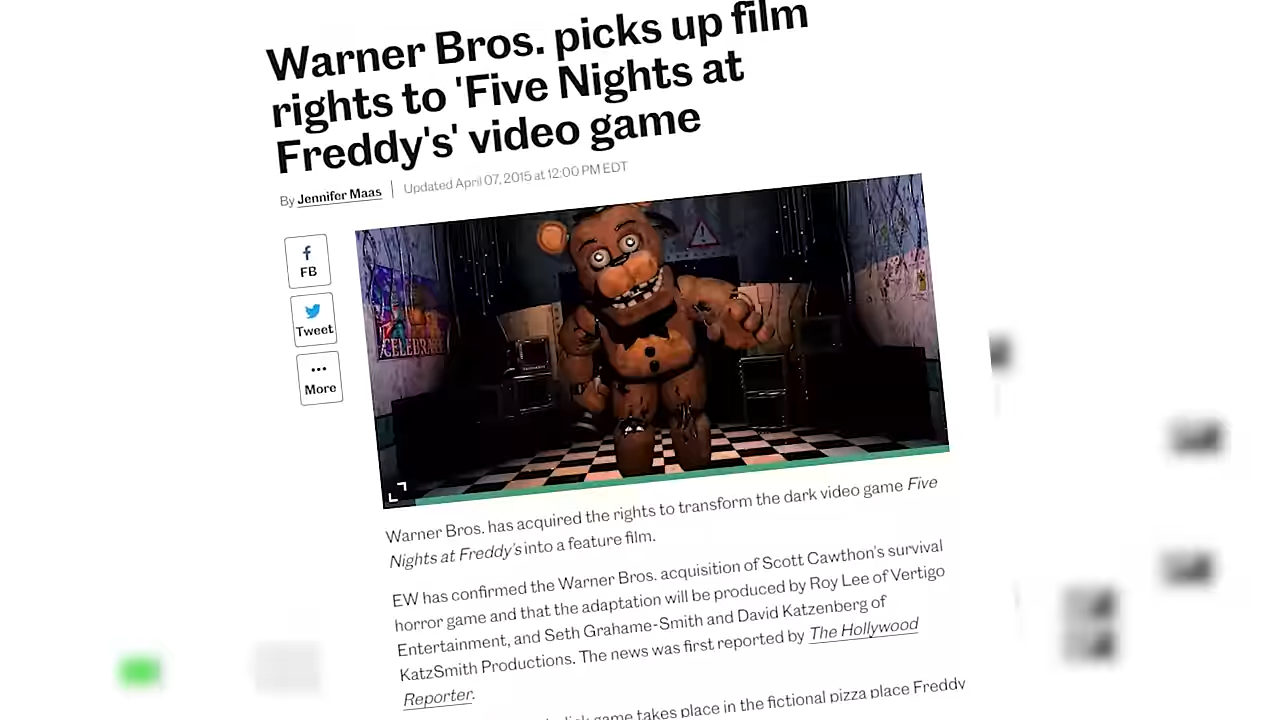 Warner Bros. picks up film
rights to 'Five Nights at
Freddy's' video game
By Jennifer Maas | Updated April 07, 2015 at 12:00 PM EDT
FB
Tweet
More
CELEBRATE
Warner Bros. has acquired the rights to transform the dark video game Five
Nights at Freddy's into a feature film.
EW has confirmed the Warner Bros. acquisition of Scott Cawthon's survival
horror game and that the adaptation will be produced by Roy Lee of Vertigo
Entertainment, and Seth Grahame-Smith and David Katzenberg of
KatzSmith Productions. The news was first reported by The Hollywood
Reporter.
game takes place in the fictional pizza place Freddy